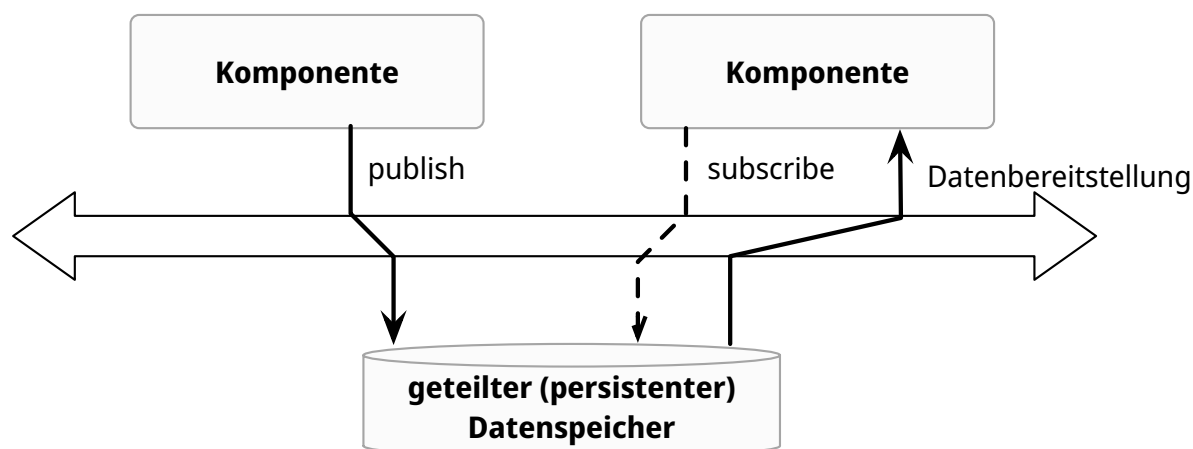 Komponente
Komponente
publish
subscribe
Datenbereitstellung
geteilter (persistenter)
Datenspeicher